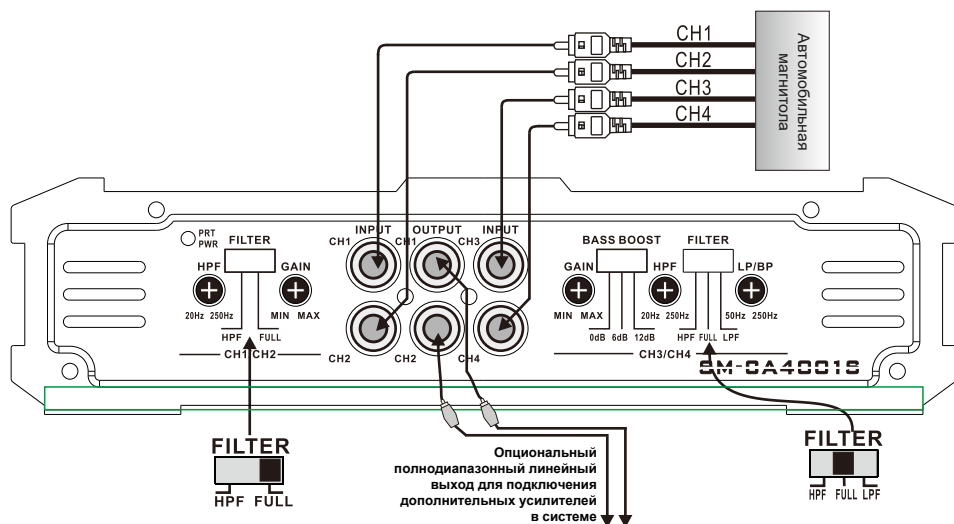 CH1
CH2
CH3
CH4
Автомобильная
магнитола
PRT
PWR
FILTER
HPF
GAIN
20Hz 250Hz
MIN MAX
HPF FULL
CH1/CH2
INPUT OUTPUT INPUT
CH1 CH1 CH3
CH2 CH2 CH4
BASS BOOST
FILTER
GAIN
HPF
LP/BP
MIN MAX
0dB 6dB 12dB
20Hz 250Hz
HPF FULL LPF
50Hz 250Hz
CH3/CH4
SM-CA4001S
FILTER
HPF FULL
Опциональный
полнодиапазонный линейный
выход для подключения
дополнительных усилителей
в системе
FILTER
HPF FULL LPF